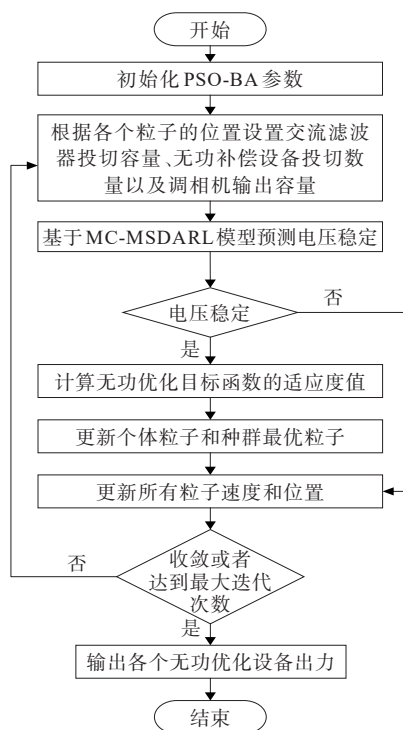 开始
初始化PSO-BA参数
根据各个粒子的位置设置交流滤波
器投切容量、无功补偿设备投切数
量以及调相机输出容量
基于MC-MSDARL模型预测电压稳定
电压稳定
否
是
计算无功优化目标函数的适应度值
更新个体粒子和种群最优粒子
更新所有粒子速度和位置
否
收敛或者
达到最大迭代
次数
是
输出各个无功优化设备出力
结束